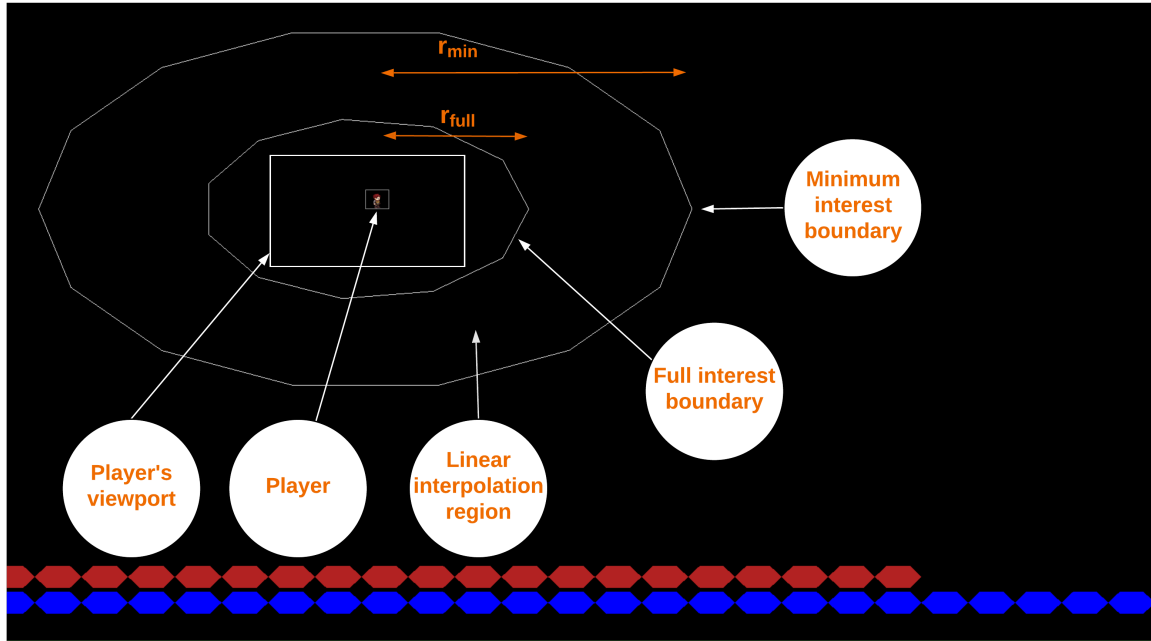 rmin
rfull
Minimum
interest
boundary
Full interest
boundary
Player's
viewport
Player
Linear
interpolation
region